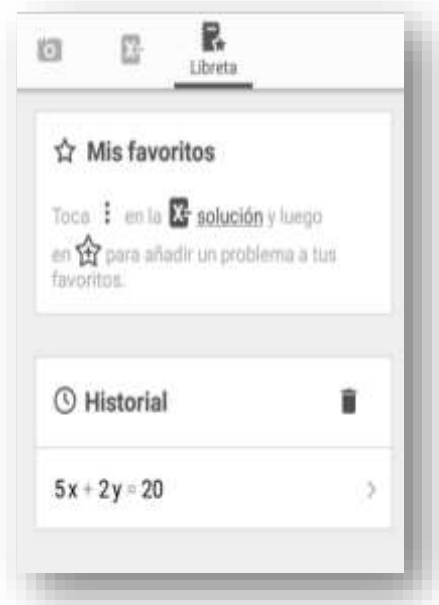 Libreta
Mis favoritos
Toca ⋮ en la X- solución y luego
en ☆ para añadir un problema a tus
favoritos.
Historial
5x + 2y = 20